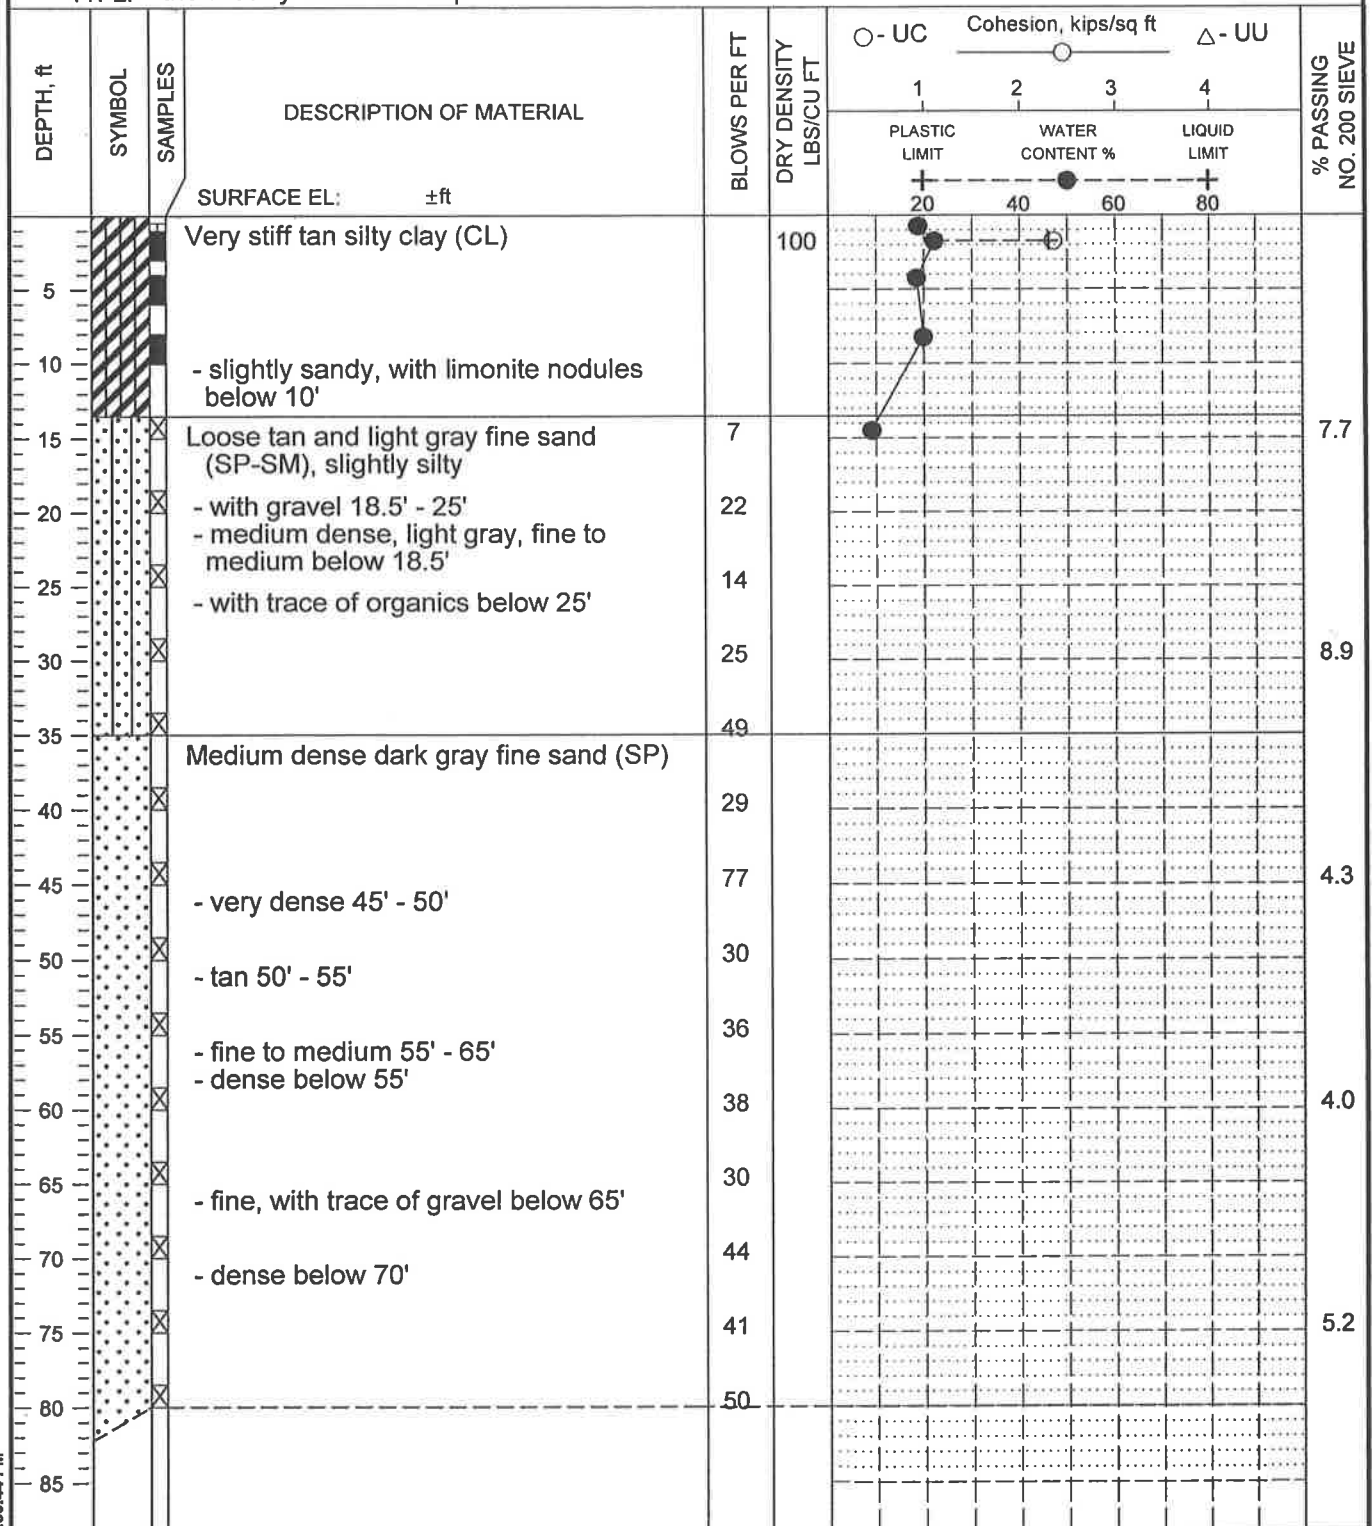 DEPTH, ft
SYMBOL
SAMPLES
DESCRIPTION OF MATERIAL
SURFACE EL: ±ft
BLOWS PER FT
DRY DENSITY
LBS/CU FT
○ - UC Cohesion, kips/sq ft △ - UU
1 2 3 4
PLASTIC WATER LIQUID
LIMIT CONTENT % LIMIT
20 40 60 80
% PASSING
NO. 200 SIEVE
Very stiff tan silty clay (CL)
100
5
10
- slightly sandy, with limonite nodules
below 10'
15
Loose tan and light gray fine sand
7
7.7
(SP-SM), slightly silty
20
- with gravel 18.5' - 25'
22
- medium dense, light gray, fine to
medium below 18.5'
25
14
- with trace of organics below 25'
30
25
8.9
35
49
Medium dense dark gray fine sand (SP)
40
29
45
77
4.3
- very dense 45' - 50'
50
30
- tan 50' - 55'
55
36
- fine to medium 55' - 65'
- dense below 55'
60
38
4.0
65
30
- fine, with trace of gravel below 65'
70
44
- dense below 70'
75
41
5.2
80
50
85